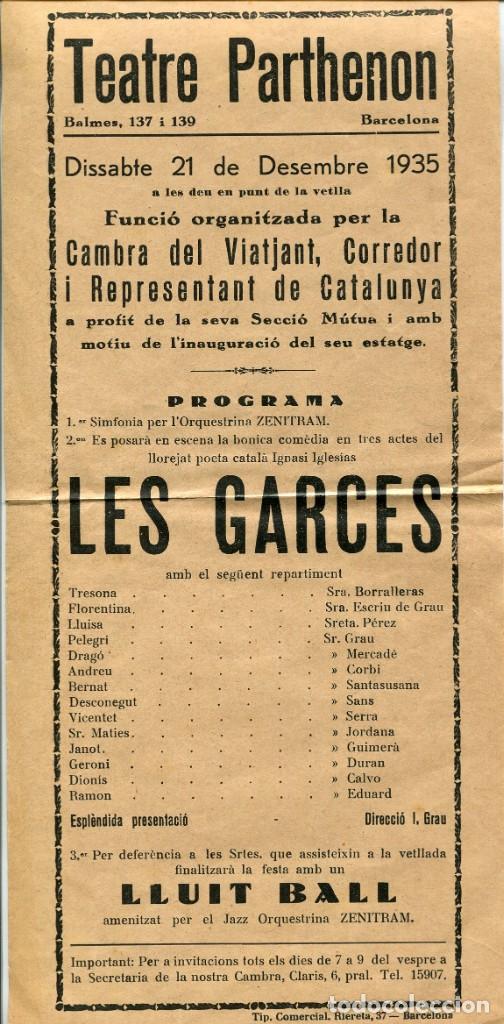 Teatre Parthenon
Balmes, 137 i 139 Barcelona
Dissabte 21 de Desembre 1935
a les deu en punt de la vetlla
Funció organitzada per la
Cambra del Viatjant, Corredor
i Representant de Catalunya
a profit de la seva Secció Mútua i amb
motiu de l'inauguració del seu estatge.
PROGRAMA
1.er Simfonia per l'Orquestrina ZENITRAM.
2.on Es posarà en escena la bonica comèdia en tres actes del
llorejat poeta català Ignasi Iglesias
LES GARCES
amb el següent repartiment
Tresona . . . . . . . Sra. Borralleras
Florentina. . . . . . . Sra. Escriu de Grau
Lluisa . . . . . . . Sreta. Pérez
Pelegri . . . . . . . Sr. Grau
Dragó . . . . . . . » Mercadé
Andreu . . . . . . . » Corbi
Bernat . . . . . . . » Santasusana
Desconegut . . . . . . . » Sans
Vicentet . . . . . . . » Serra
Sr. Maties. . . . . . . » Jordana
Janot. . . . . . . » Guimerà
Geroni . . . . . . . » Duran
Dionís . . . . . . . » Calvo
Ramon . . . . . . . » Eduard
Esplèndida presentació . . . Direcció I. Grau
3.er Per deferència a les Srtes. que assisteixin a la vetllada
finalitzarà la festa amb un
LLUIT BALL
amenitzat per el Jazz Orquestrina ZENITRAM.
Important: Per a invitacions tots els dies de 7 a 9 del vespre a
la Secretaria de la nostra Cambra, Claris, 6, pral. Tel. 15907.
Tip. Comercial. Riereta, 37 — Barcelona
todocoleccion